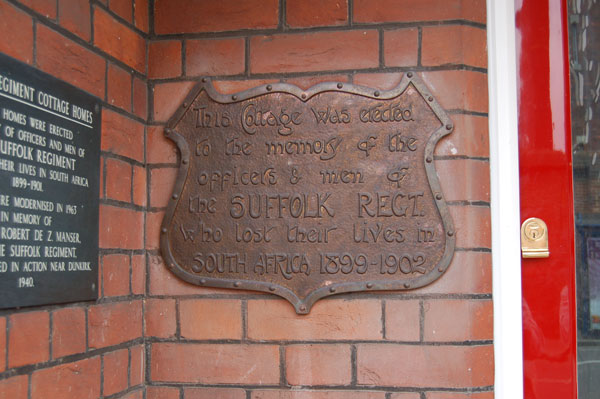 REGIMENT COTTAGE HOMES
HOMES WERE ERECTED
OF OFFICERS AND MEN OF
SUFFOLK REGIMENT
THEIR LIVES IN SOUTH AFRICA
1899-1901.
WERE MODERNISED IN 1963
IN MEMORY OF
ROBERT DE Z. MANSER,
THE SUFFOLK REGIMENT.
IN ACTION NEAR DUNKIRK
1940.
This Cottage was erected
to the memory of the
officers & men of
the SUFFOLK REGT.
who lost their lives in
SOUTH AFRICA 1899-1902